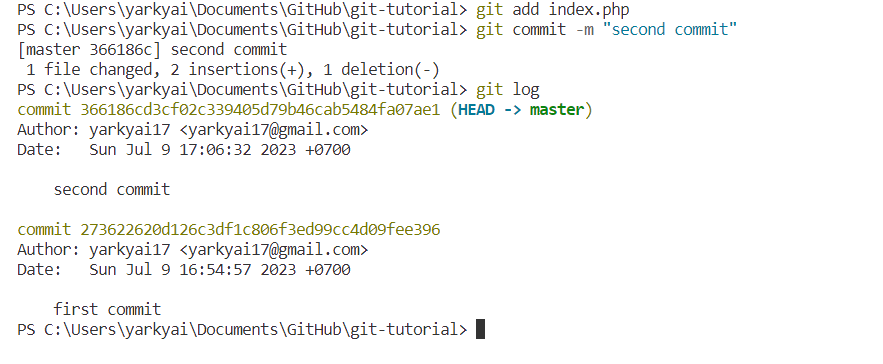 PS C:\Users\yarkyai\Documents\GitHub\git-tutorial> git add index.php
PS C:\Users\yarkyai\Documents\GitHub\git-tutorial> git commit -m "second commit"
[master 366186c] second commit
 1 file changed, 2 insertions(+), 1 deletion(-)
PS C:\Users\yarkyai\Documents\GitHub\git-tutorial> git log
commit 366186cd3cf02c339405d79b46cab5484fa07ae1 (HEAD -> master)
Author: yarkyai17 <yarkyai17@gmail.com>
Date:   Sun Jul 9 17:06:32 2023 +0700

    second commit

commit 273622620d126c3df1c806f3ed99cc4d09fee396
Author: yarkyai17 <yarkyai17@gmail.com>
Date:   Sun Jul 9 16:54:57 2023 +0700

    first commit
PS C:\Users\yarkyai\Documents\GitHub\git-tutorial>